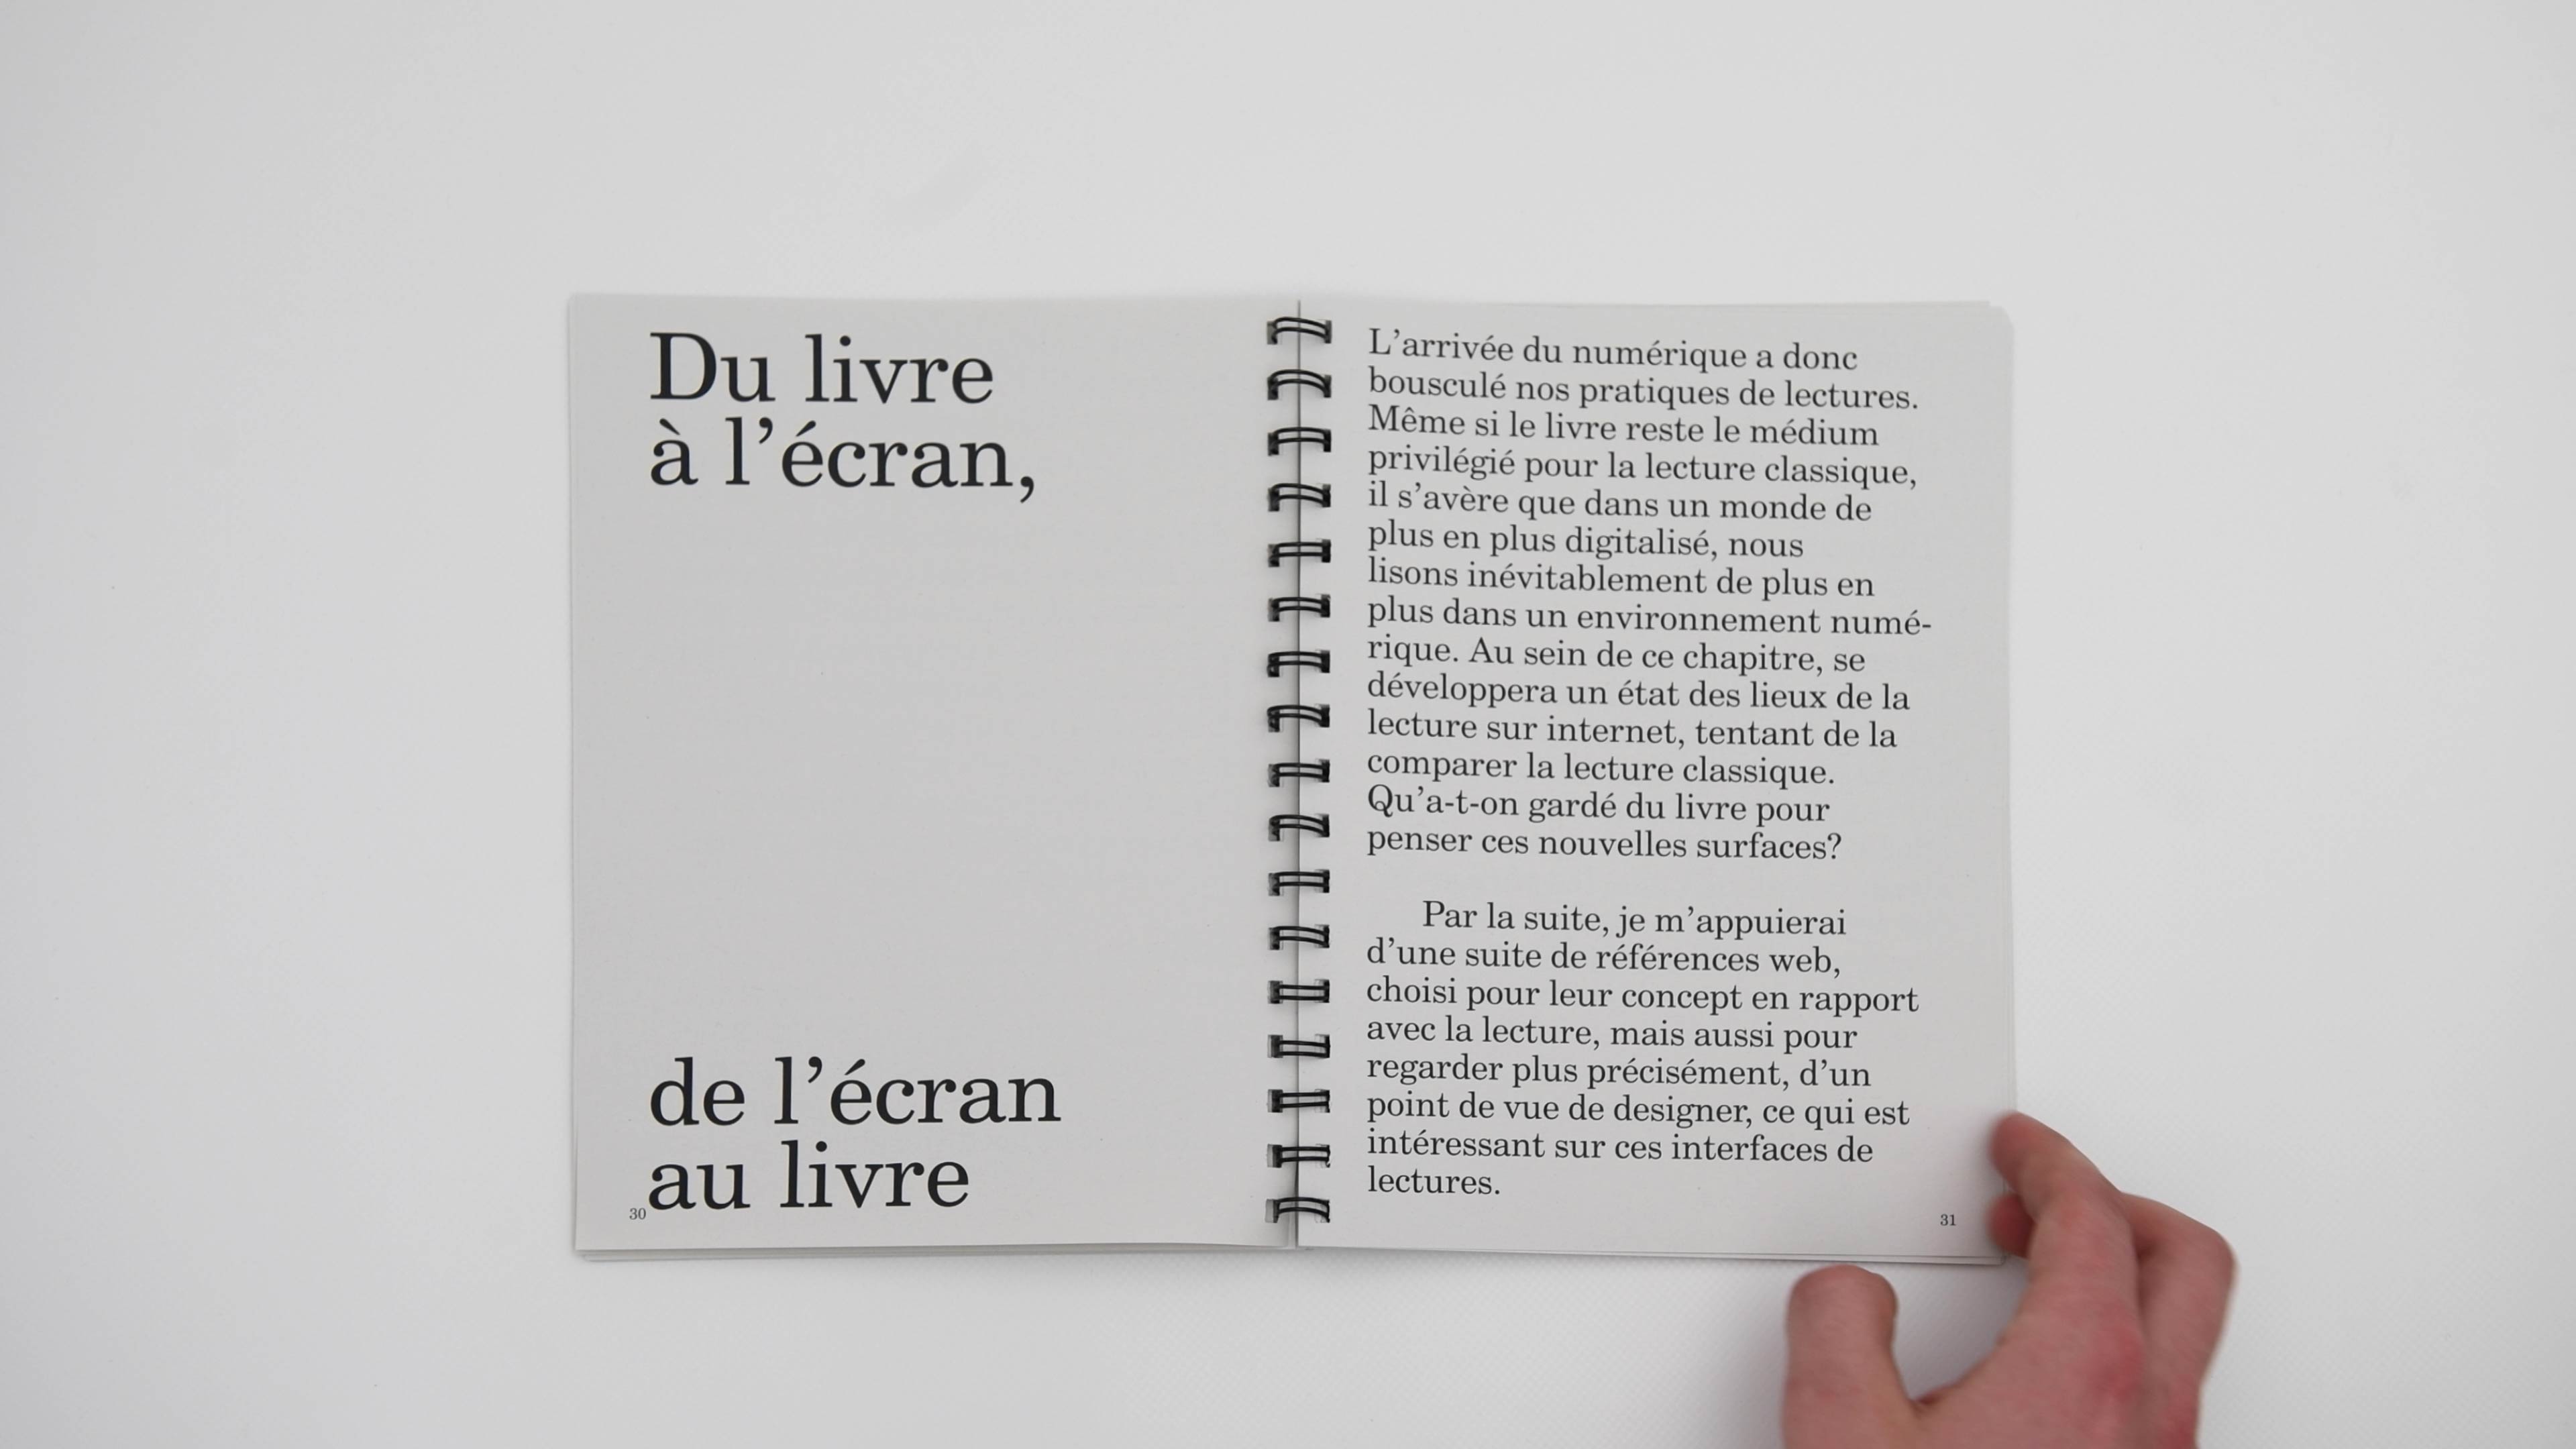 Du livre
à l’écran,
de l’écran
au livre
30
L’arrivée du numérique a donc
bousculé nos pratiques de lectures.
Même si le livre reste le médium
privilégié pour la lecture classique,
il s’avère que dans un monde de
plus en plus digitalisé, nous
lisons inévitablement de plus en
plus dans un environnement numé-
rique. Au sein de ce chapitre, se
développera un état des lieux de la
lecture sur internet, tentant de la
comparer la lecture classique.
Qu’a-t-on gardé du livre pour
penser ces nouvelles surfaces?
Par la suite, je m’appuierai
d’une suite de références web,
choisi pour leur concept en rapport
avec la lecture, mais aussi pour
regarder plus précisément, d’un
point de vue de designer, ce qui est
intéressant sur ces interfaces de
lectures.
31